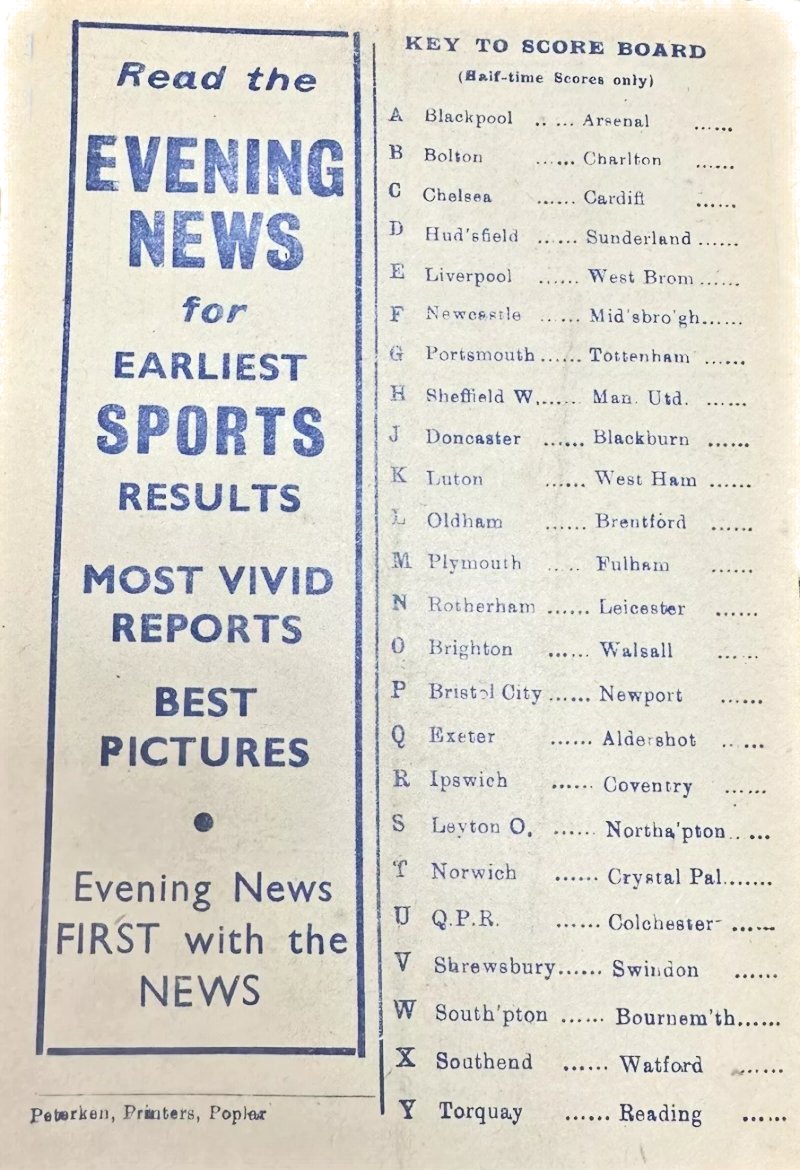 Read the
EVENING
NEWS
for
EARLIEST
SPORTS
RESULTS
MOST VIVID
REPORTS
BEST
PICTURES
•
Evening News
FIRST with the
NEWS
Peterken, Printers, Poplar
KEY TO SCORE BOARD
(Half-time Scores only)
A Blackpool .. ... Arsenal ......
B Bolton ...... Charlton ......
C Chelsea ...... Cardiff ......
D Hud'sfield ...... Sunderland ......
E Liverpool ...... West Brom ......
F Newcastle ...... Mid'sbro'gh......
G Portsmouth ...... Tottenham ......
H Sheffield W....... Man. Utd. ......
J Doncaster ...... Blackburn ......
K Luton ...... West Ham ......
L Oldham ...... Brentford ......
M Plymouth ..... Fulham ......
N Rotherham ...... Leicester ......
O Brighton ...... Walsall ......
P Bristol City ...... Newport ......
Q Exeter ...... Aldershot ......
R Ipswich ...... Coventry ......
S Leyton O. ...... Northa'pton.. ...
T Norwich ...... Crystal Pal.......
U Q.P.R. ...... Colchester ......
V Shrewsbury...... Swindon ......
W South'pton ...... Bournem'th......
X Southend ...... Watford ......
Y Torquay ...... Reading ......